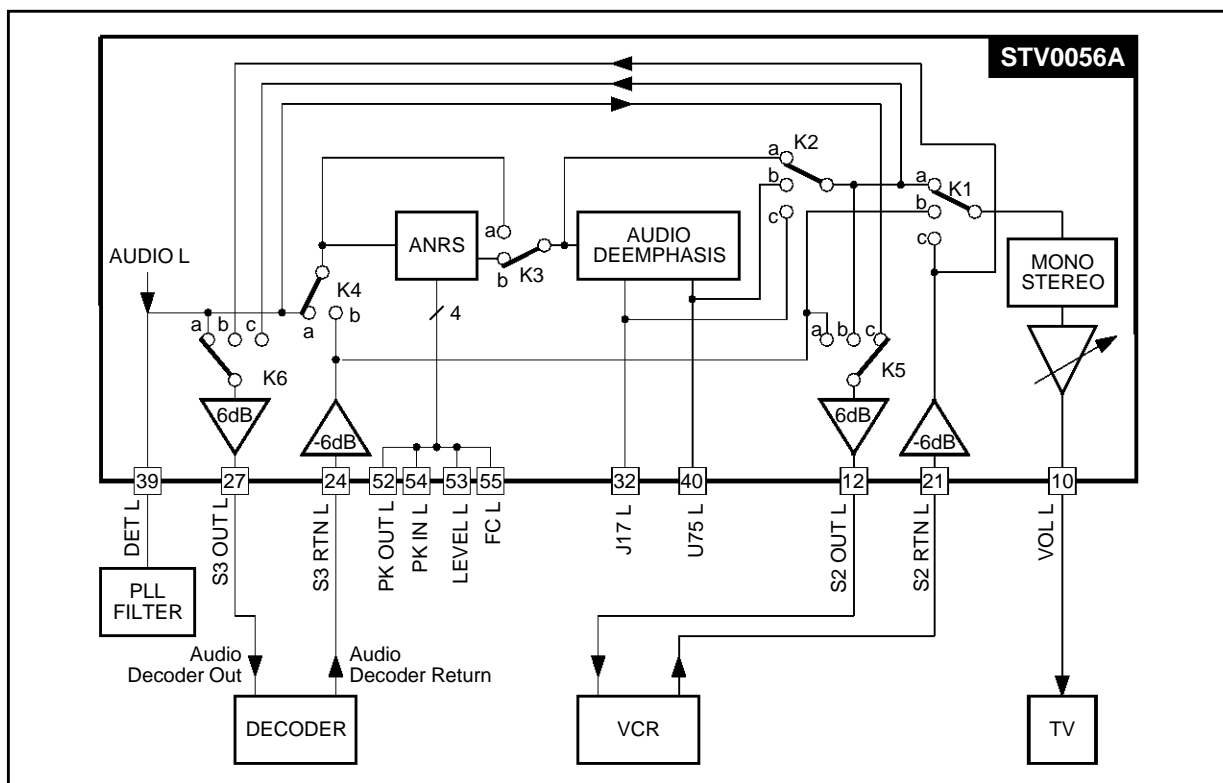 STV0056A
K2
a
b
c
a
K1
b
c
ANRS
a
b
K3
AUDIO
DEEMPHASIS
MONO
STEREO
AUDIO L
K4
a
b
4
a
b
c
K6
a
b
c
K5
6dB
-6dB
6dB
-6dB
39
27
24
52
54
53
55
32
40
12
21
10
DET L
S3 OUT L
S3 RTN L
PK OUT L
PK IN L
LEVEL L
FC L
J17 L
U75 L
S2 OUT L
S2 RTN L
VOL L
PLL
FILTER
Audio
Decoder Out
Audio
Decoder Return
DECODER
VCR
TV